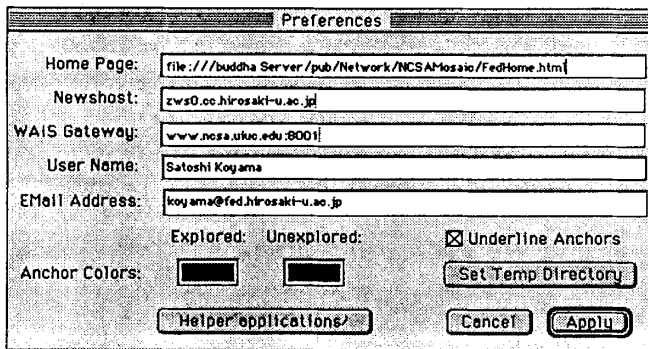 Preferences
Home Page: file:///buddha Server/pub/Network/NCSAMosaic/FedHome.html
Newshost: zws0.cc.hirosaki-u.ac.jp
WAIS Gateway: www.ncsa.uiuc.edu:8001
User Name: Satoshi Koyama
EMail Address: koyama@fed.hirosaki-u.ac.jp
Explored: Unexplored: Underline Anchors
Anchor Colors: Set Temp Directory
Helper applications/ Cancel Apply